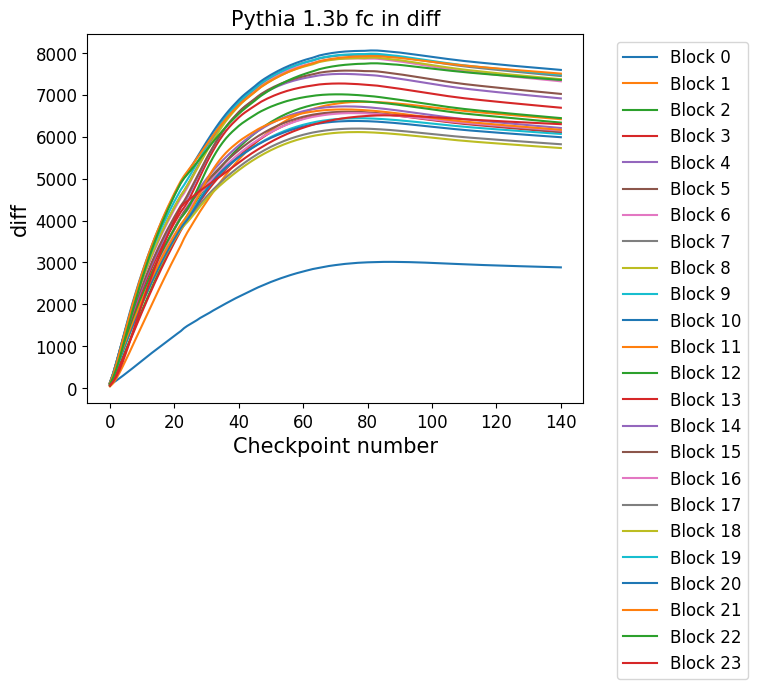 Pythia 1.3b fc in diff
diff
8000
7000
6000
5000
4000
3000
2000
1000
0
0 20 40 60 80 100 120 140
Checkpoint number
Block 0
Block 1
Block 2
Block 3
Block 4
Block 5
Block 6
Block 7
Block 8
Block 9
Block 10
Block 11
Block 12
Block 13
Block 14
Block 15
Block 16
Block 17
Block 18
Block 19
Block 20
Block 21
Block 22
Block 23